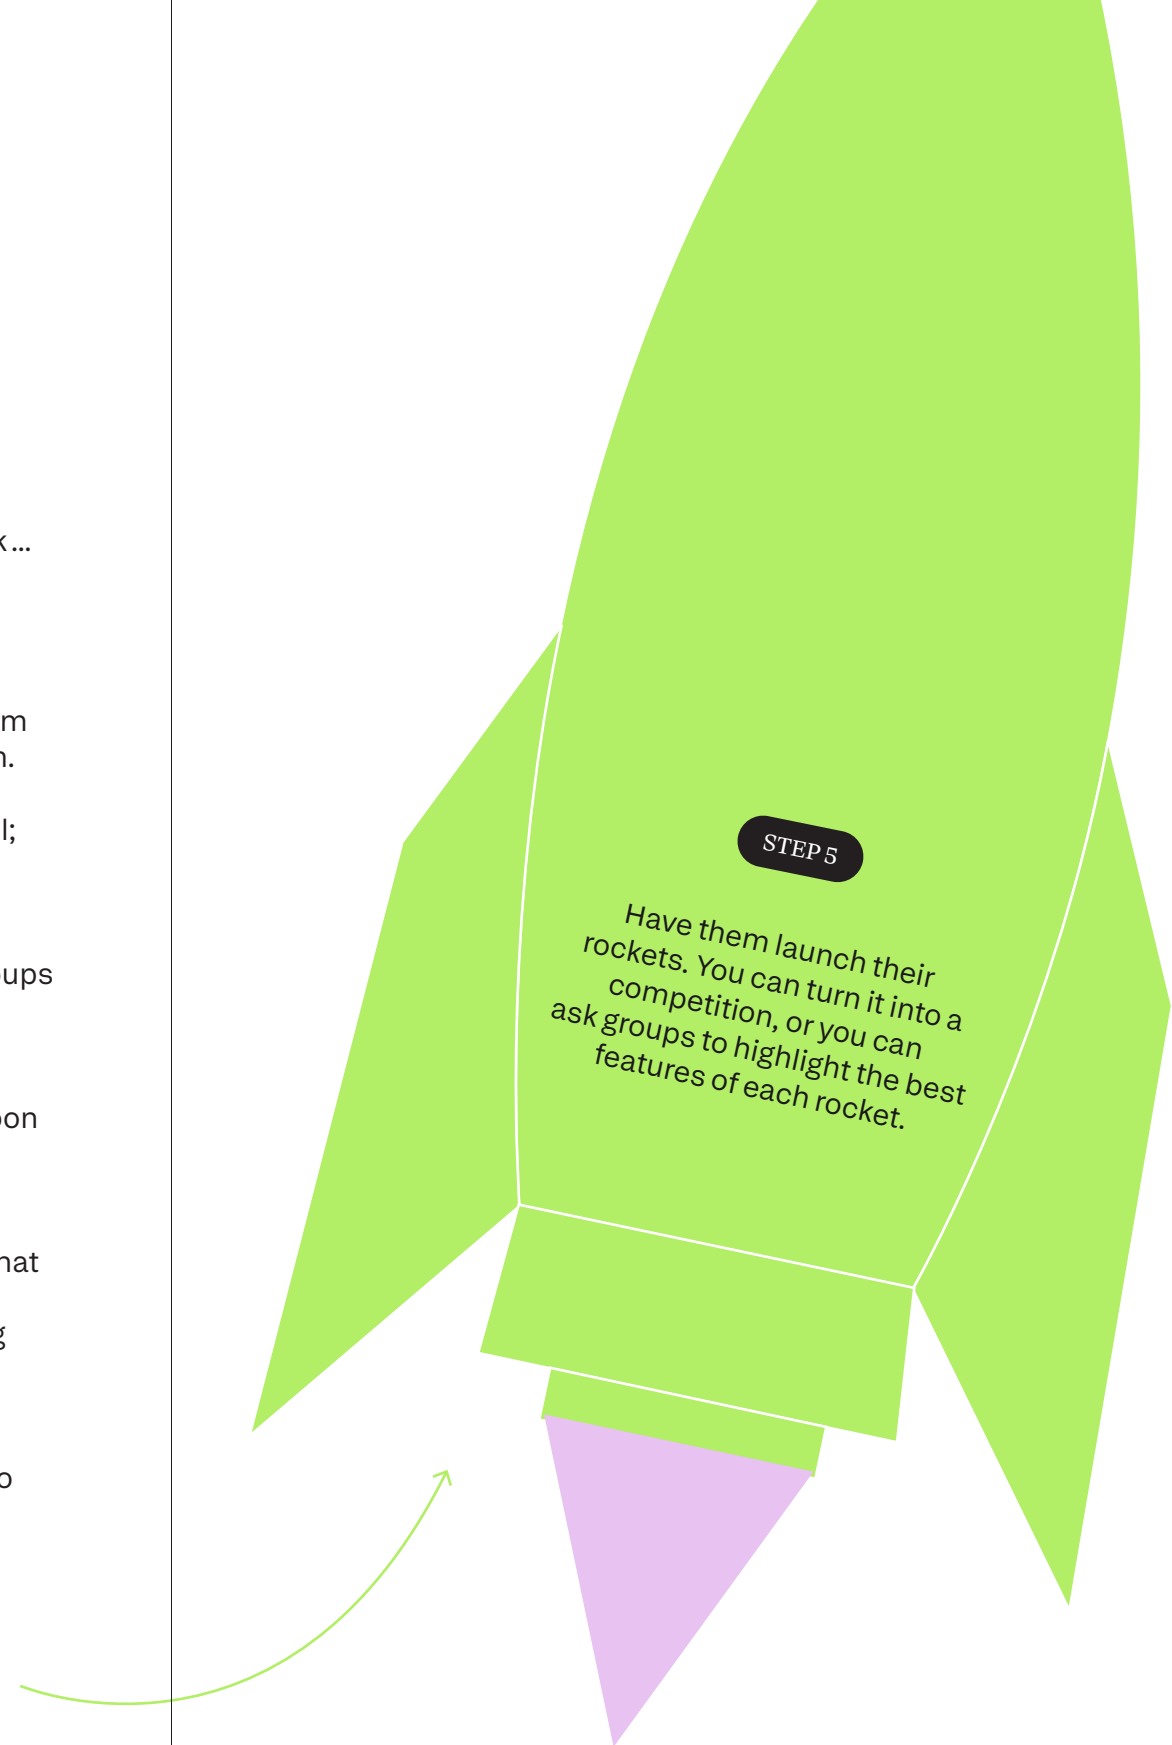 STEP 5
Have them launch their
rockets. You can turn it into a
competition, or you can
ask groups to highlight the best
features of each rocket.